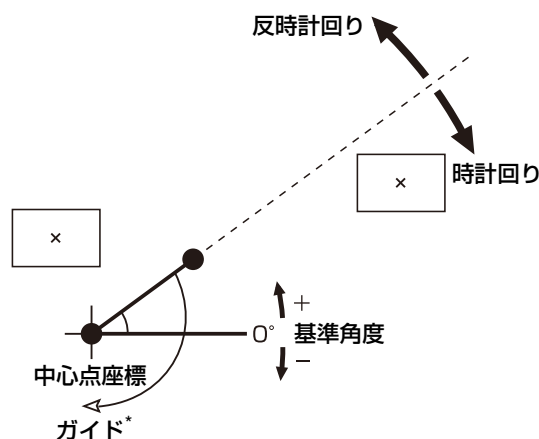 反時計回り
時計回り
×
×
+
0° 基準角度
−
中心点座標
ガイド*